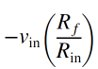 −v_in (R_f / R_in)